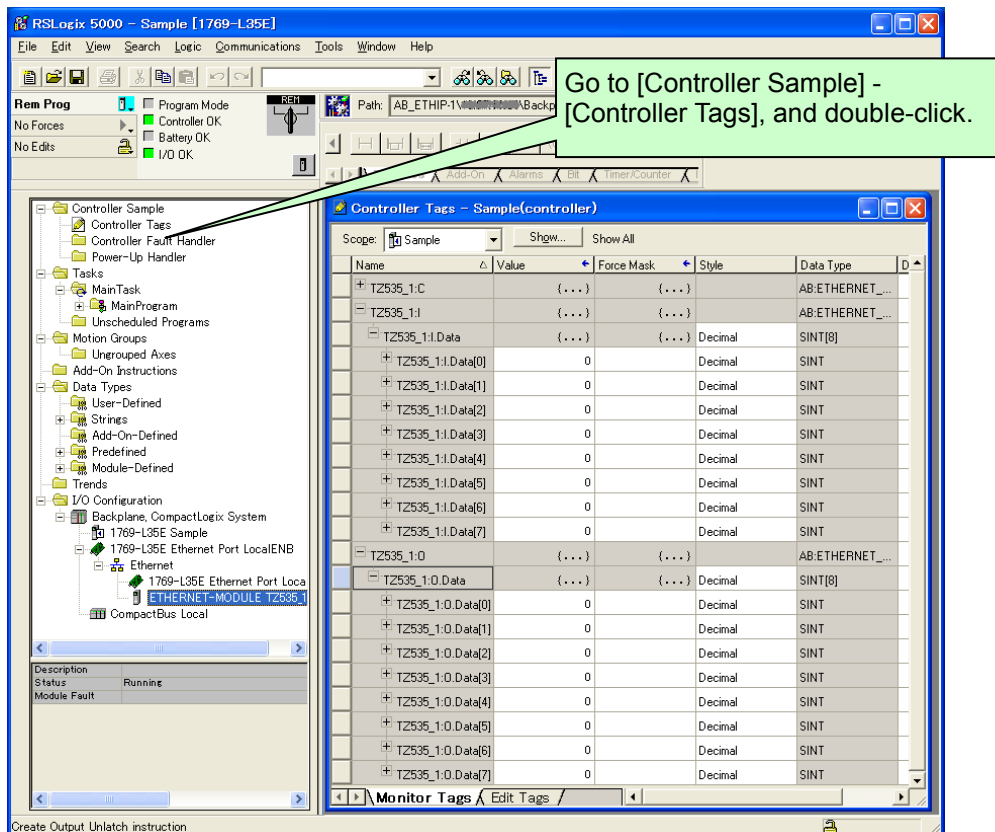 RSLogix 5000 - Sample [1769-L35E]
File Edit View Search Logic Communications Tools Window Help
Go to [Controller Sample] -
[Controller Tags], and double-click.
Rem Prog
No Forces
No Edits
Program Mode
Controller OK
Battery OK
I/O OK
REM
Path: AB_ETHIP-1\
Add-On Alarms Bit Timer/Counter
Controller Sample
Controller Tags
Controller Fault Handler
Power-Up Handler
Tasks
MainTask
MainProgram
Unscheduled Programs
Motion Groups
Ungrouped Axes
Add-On Instructions
Data Types
User-Defined
Strings
Add-On-Defined
Predefined
Module-Defined
Trends
I/O Configuration
Backplane, CompactLogix System
1769-L35E Sample
1769-L35E Ethernet Port LocalENB
Ethernet
1769-L35E Ethernet Port Loca
ETHERNET-MODULE TZ535_1
CompactBus Local
Description
Status Running
Module Fault
Controller Tags - Sample(controller)
Scope: Sample Show... Show All
Name Value Force Mask Style Data Type D
TZ535_1:C {...} {...} AB:ETHERNET_...
TZ535_1:I {...} {...} AB:ETHERNET_...
TZ535_1:I.Data {...} {...} Decimal SINT[8]
TZ535_1:I.Data[0] 0 Decimal SINT
TZ535_1:I.Data[1] 0 Decimal SINT
TZ535_1:I.Data[2] 0 Decimal SINT
TZ535_1:I.Data[3] 0 Decimal SINT
TZ535_1:I.Data[4] 0 Decimal SINT
TZ535_1:I.Data[5] 0 Decimal SINT
TZ535_1:I.Data[6] 0 Decimal SINT
TZ535_1:I.Data[7] 0 Decimal SINT
TZ535_1:O {...} {...} AB:ETHERNET_...
TZ535_1:O.Data {...} {...} Decimal SINT[8]
TZ535_1:O.Data[0] 0 Decimal SINT
TZ535_1:O.Data[1] 0 Decimal SINT
TZ535_1:O.Data[2] 0 Decimal SINT
TZ535_1:O.Data[3] 0 Decimal SINT
TZ535_1:O.Data[4] 0 Decimal SINT
TZ535_1:O.Data[5] 0 Decimal SINT
TZ535_1:O.Data[6] 0 Decimal SINT
TZ535_1:O.Data[7] 0 Decimal SINT
Monitor Tags Edit Tags
Create Output Unlatch instruction